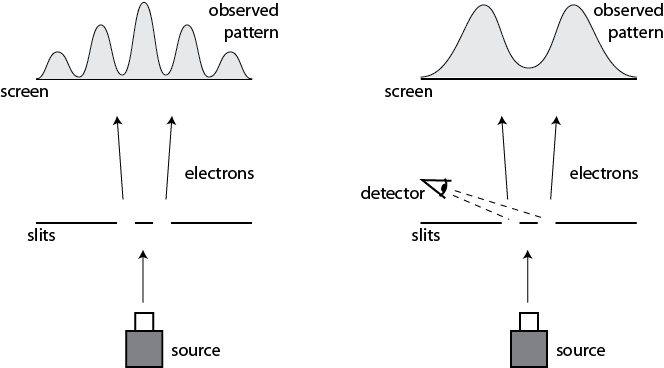 observed
pattern
screen
electrons
slits
source
observed
pattern
screen
electrons
detector
slits
source